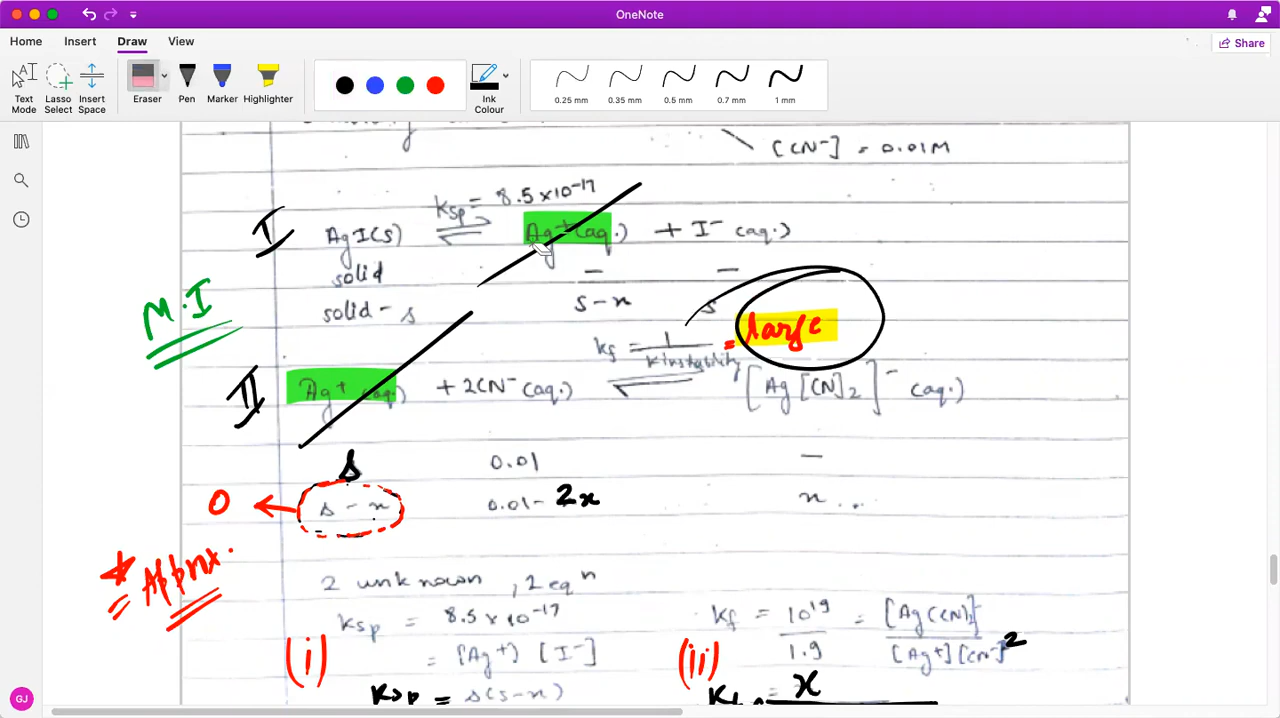 OneNote
Home Insert Draw View
Share
Text Mode
Lasso Select
Insert Space
Eraser
Pen
Marker
Highlighter
Ink Colour
0.25 mm
0.35 mm
0.5 mm
0.7 mm
1 mm
[CN⁻] = 0.01M
Ksp = 8.5×10⁻¹⁷
I AgI(s) ⇌ Ag⁺(aq.) + I⁻ (aq.)
solid – –
M.I
solid - s s-x s
Kf = 1/Kinstability = large
II Ag⁺ (aq.) + 2CN⁻ (aq.) ⇌ [Ag[CN]₂]⁻ (aq.)
s 0.01 –
0 ← s - x 0.01- 2x x ..
* Approx.
2 unknown , 2 eqⁿ
(i) Ksp = 8.5 × 10⁻¹⁷
= [Ag⁺] [I⁻]
Ksp = s(s-x)
(ii) Kf = 10¹⁹/1.9 = [Ag(CN)₂]⁻/[Ag⁺][CN⁻]²
x
GJ